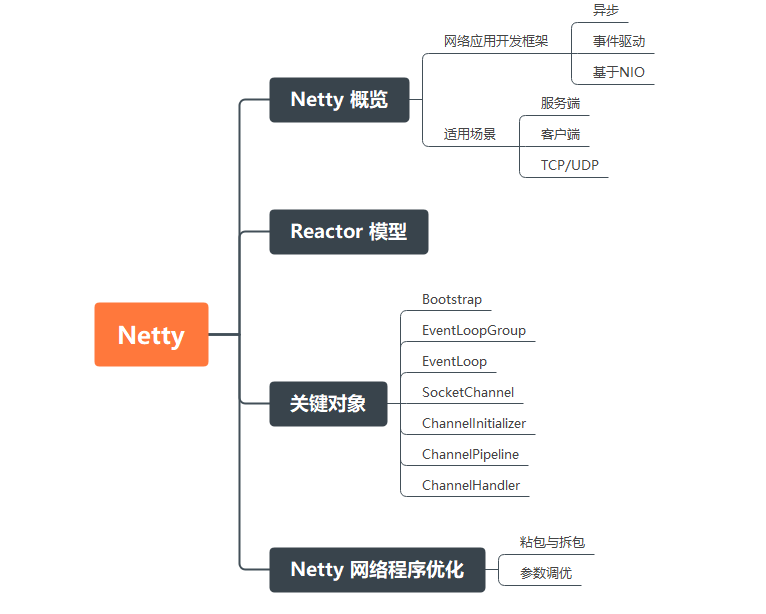 Netty
Netty 概览
网络应用开发框架
异步
事件驱动
基于NIO
适用场景
服务端
客户端
TCP/UDP
Reactor 模型
关键对象
Bootstrap
EventLoopGroup
EventLoop
SocketChannel
ChannelInitializer
ChannelPipeline
ChannelHandler
Netty 网络程序优化
粘包与拆包
参数调优